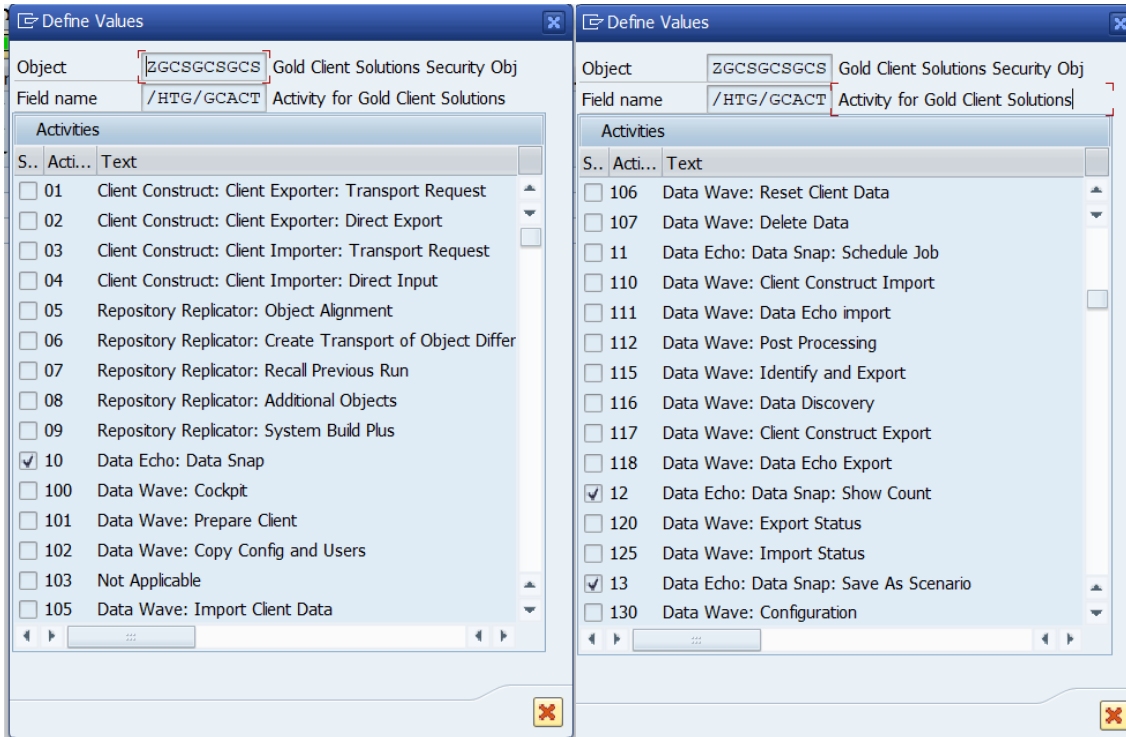 Define Values
Object ZGCSGCSGCS Gold Client Solutions Security Obj
Field name /HTG/GCACT Activity for Gold Client Solutions
Activities
S.. Acti... Text
01 Client Construct: Client Exporter: Transport Request
02 Client Construct: Client Exporter: Direct Export
03 Client Construct: Client Importer: Transport Request
04 Client Construct: Client Importer: Direct Input
05 Repository Replicator: Object Alignment
06 Repository Replicator: Create Transport of Object Differ
07 Repository Replicator: Recall Previous Run
08 Repository Replicator: Additional Objects
09 Repository Replicator: System Build Plus
10 Data Echo: Data Snap
100 Data Wave: Cockpit
101 Data Wave: Prepare Client
102 Data Wave: Copy Config and Users
103 Not Applicable
105 Data Wave: Import Client Data
Define Values
Object ZGCSGCSGCS Gold Client Solutions Security Obj
Field name /HTG/GCACT Activity for Gold Client Solutions
Activities
S.. Acti... Text
106 Data Wave: Reset Client Data
107 Data Wave: Delete Data
11 Data Echo: Data Snap: Schedule Job
110 Data Wave: Client Construct Import
111 Data Wave: Data Echo import
112 Data Wave: Post Processing
115 Data Wave: Identify and Export
116 Data Wave: Data Discovery
117 Data Wave: Client Construct Export
118 Data Wave: Data Echo Export
12 Data Echo: Data Snap: Show Count
120 Data Wave: Export Status
125 Data Wave: Import Status
13 Data Echo: Data Snap: Save As Scenario
130 Data Wave: Configuration